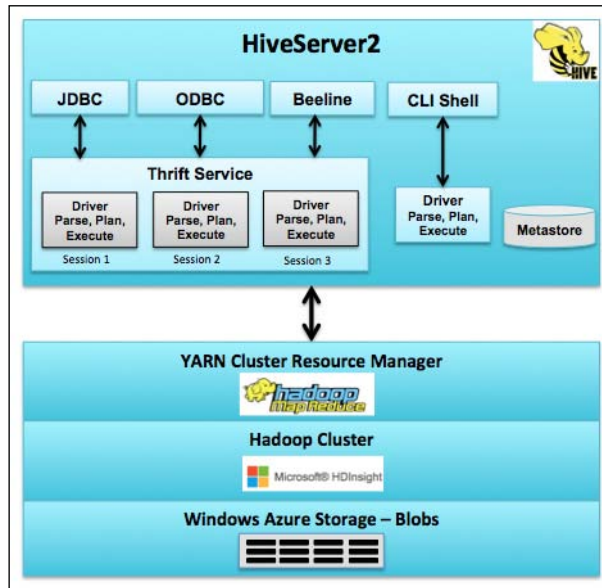 HiveServer2
HIVE
JDBC
ODBC
Beeline
CLI Shell
Thrift Service
Driver
Parse, Plan,
Execute
Driver
Parse, Plan,
Execute
Driver
Parse, Plan,
Execute
Driver
Parse, Plan,
Execute
Metastore
Session 1
Session 2
Session 3
YARN Cluster Resource Manager
hadoop
Map Reduce
Hadoop Cluster
Microsoft® HDInsight
Windows Azure Storage – Blobs